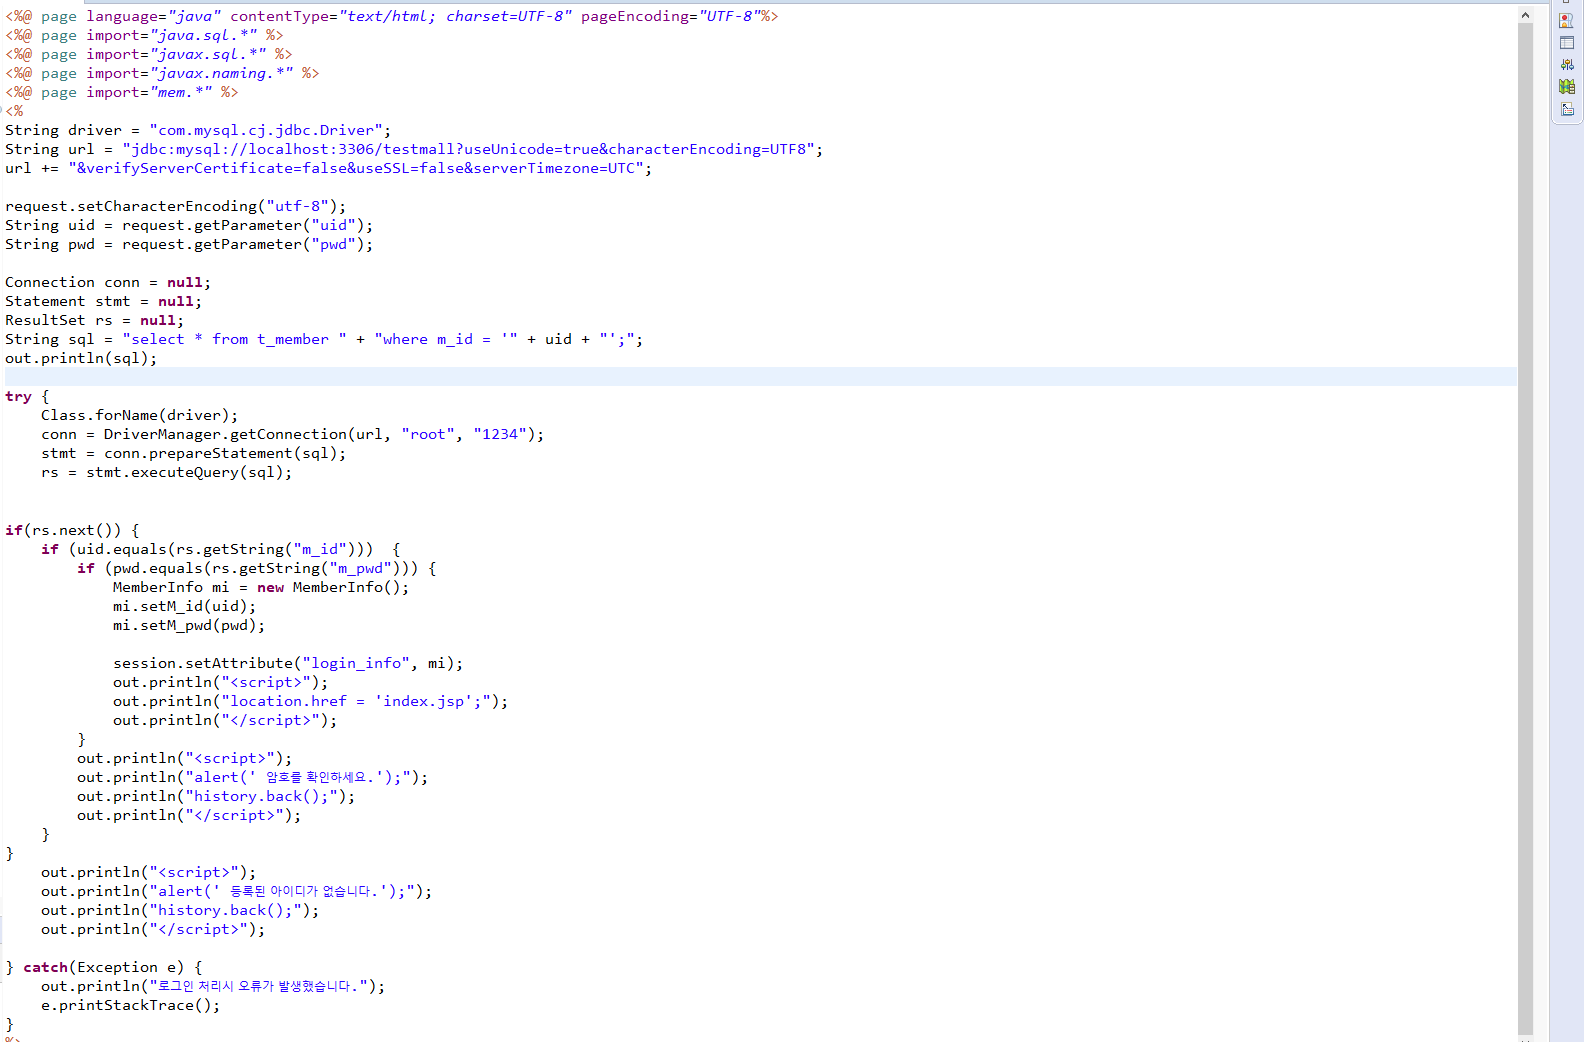 <%@ page language="java" contentType="text/html; charset=UTF-8" pageEncoding="UTF-8"%>
<%@ page import="java.sql.*" %>
<%@ page import="javax.sql.*" %>
<%@ page import="javax.naming.*" %>
<%@ page import="mem.*" %>
<%
String driver = "com.mysql.cj.jdbc.Driver";
String url = "jdbc:mysql://localhost:3306/testmall?useUnicode=true&characterEncoding=UTF8";
url += "&verifyServerCertificate=false&useSSL=false&serverTimezone=UTC";

request.setCharacterEncoding("utf-8");
String uid = request.getParameter("uid");
String pwd = request.getParameter("pwd");

Connection conn = null;
Statement stmt = null;
ResultSet rs = null;
String sql = "select * from t_member " + "where m_id = '" + uid + "';";
out.println(sql);

try {
    Class.forName(driver);
    conn = DriverManager.getConnection(url, "root", "1234");
    stmt = conn.prepareStatement(sql);
    rs = stmt.executeQuery(sql);


if(rs.next()) {
    if (uid.equals(rs.getString("m_id")))  {
        if (pwd.equals(rs.getString("m_pwd"))) {
            MemberInfo mi = new MemberInfo();
            mi.setM_id(uid);
            mi.setM_pwd(pwd);

            session.setAttribute("login_info", mi);
            out.println("<script>");
            out.println("location.href = 'index.jsp';");
            out.println("</script>");
        }
        out.println("<script>");
        out.println("alert(' 암호를 확인하세요.');");
        out.println("history.back();");
        out.println("</script>");
    }
}
    out.println("<script>");
    out.println("alert(' 등록된 아이디가 없습니다.');");
    out.println("history.back();");
    out.println("</script>");

} catch(Exception e) {
    out.println("로그인 처리시 오류가 발생했습니다.");
    e.printStackTrace();
}
%>